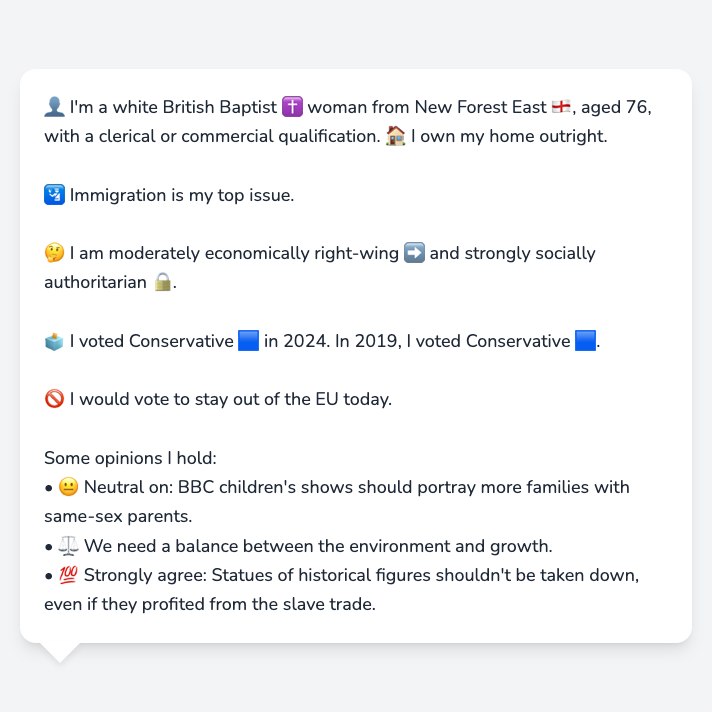 👤 I'm a white British Baptist ✝️ woman from New Forest East 🏴󠁧󠁢󠁥󠁮󠁧󠁿, aged 76,
with a clerical or commercial qualification. 🏠 I own my home outright.
🛂 Immigration is my top issue.
🤔 I am moderately economically right-wing ➡️ and strongly socially
authoritarian 🔒.
🗳️ I voted Conservative 🟦 in 2024. In 2019, I voted Conservative 🟦.
🚫 I would vote to stay out of the EU today.
Some opinions I hold:
• 😐 Neutral on: BBC children's shows should portray more families with
same-sex parents.
• ⚖️ We need a balance between the environment and growth.
• 💯 Strongly agree: Statues of historical figures shouldn't be taken down,
even if they profited from the slave trade.